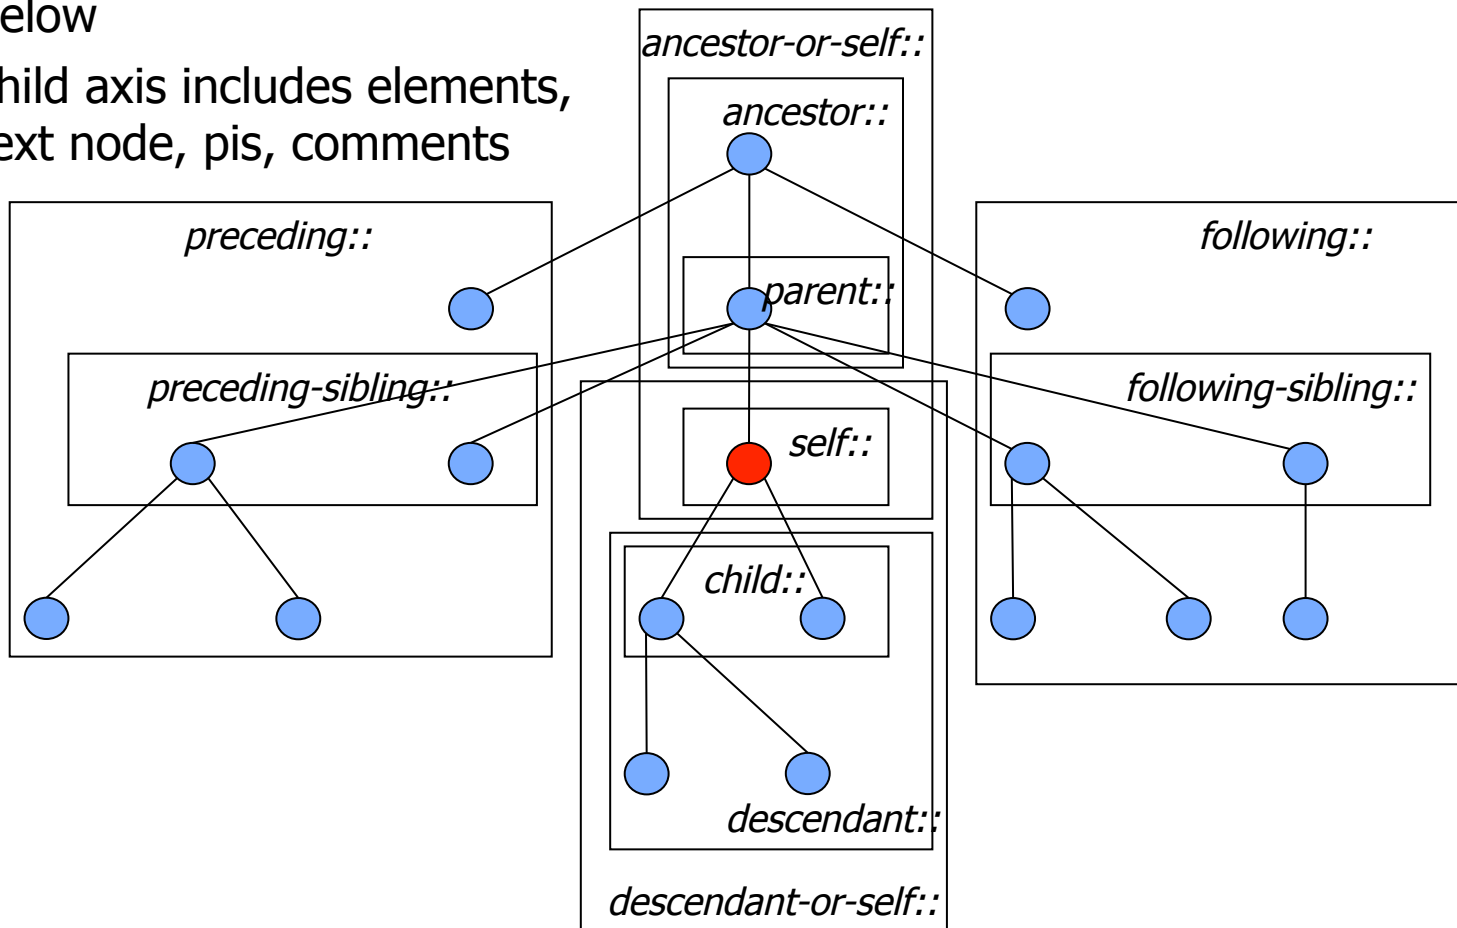 elow
hild axis includes elements,
ext node, pis, comments
ancestor-or-self::
ancestor::
preceding::
following::
parent::
preceding-sibling::
following-sibling::
self::
child::
descendant::
descendant-or-self::